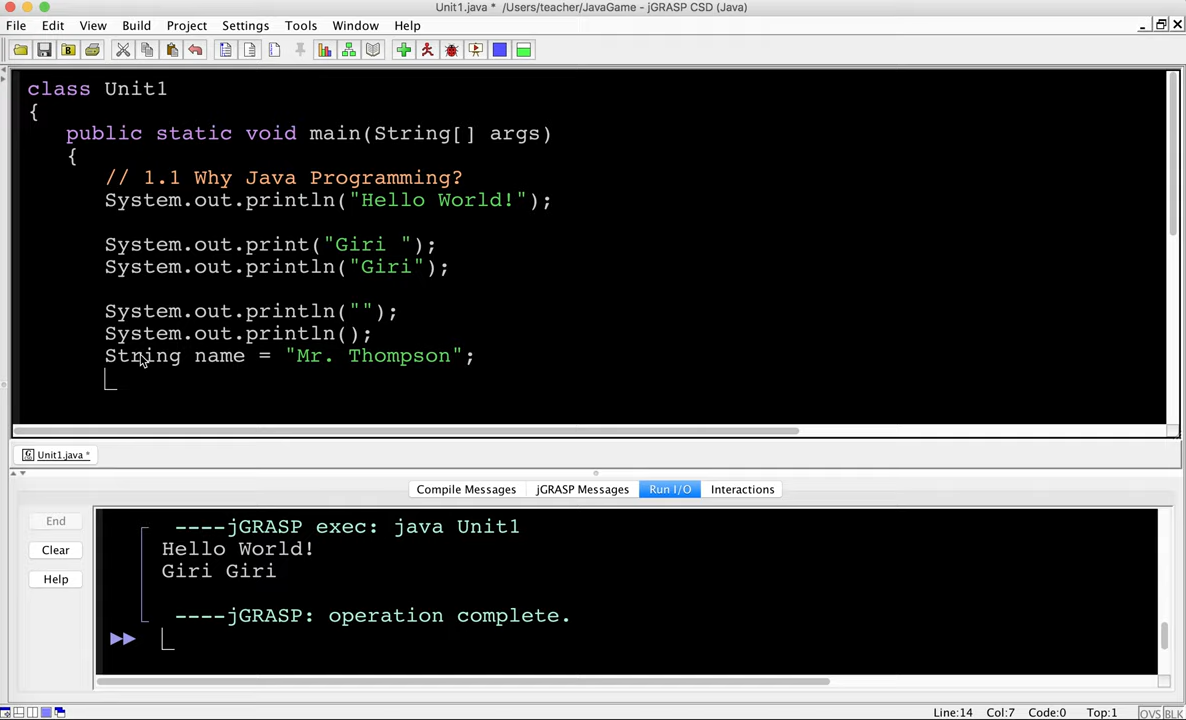 Unit1.java * /Users/teacher/JavaGame - jGRASP CSD (Java)
File Edit View Build Project Settings Tools Window Help
class Unit1
{
public static void main(String[] args)
{
// 1.1 Why Java Programming?
System.out.println("Hello World!");
System.out.print("Giri ");
System.out.println("Giri");
System.out.println("");
System.out.println();
String name = "Mr. Thompson";
Unit1.java *
Compile Messages jGRASP Messages Run I/O Interactions
End
Clear
Help
----jGRASP exec: java Unit1
Hello World!
Giri Giri
----jGRASP: operation complete.
Line:14 Col:7 Code:0 Top:1 OVS BLK